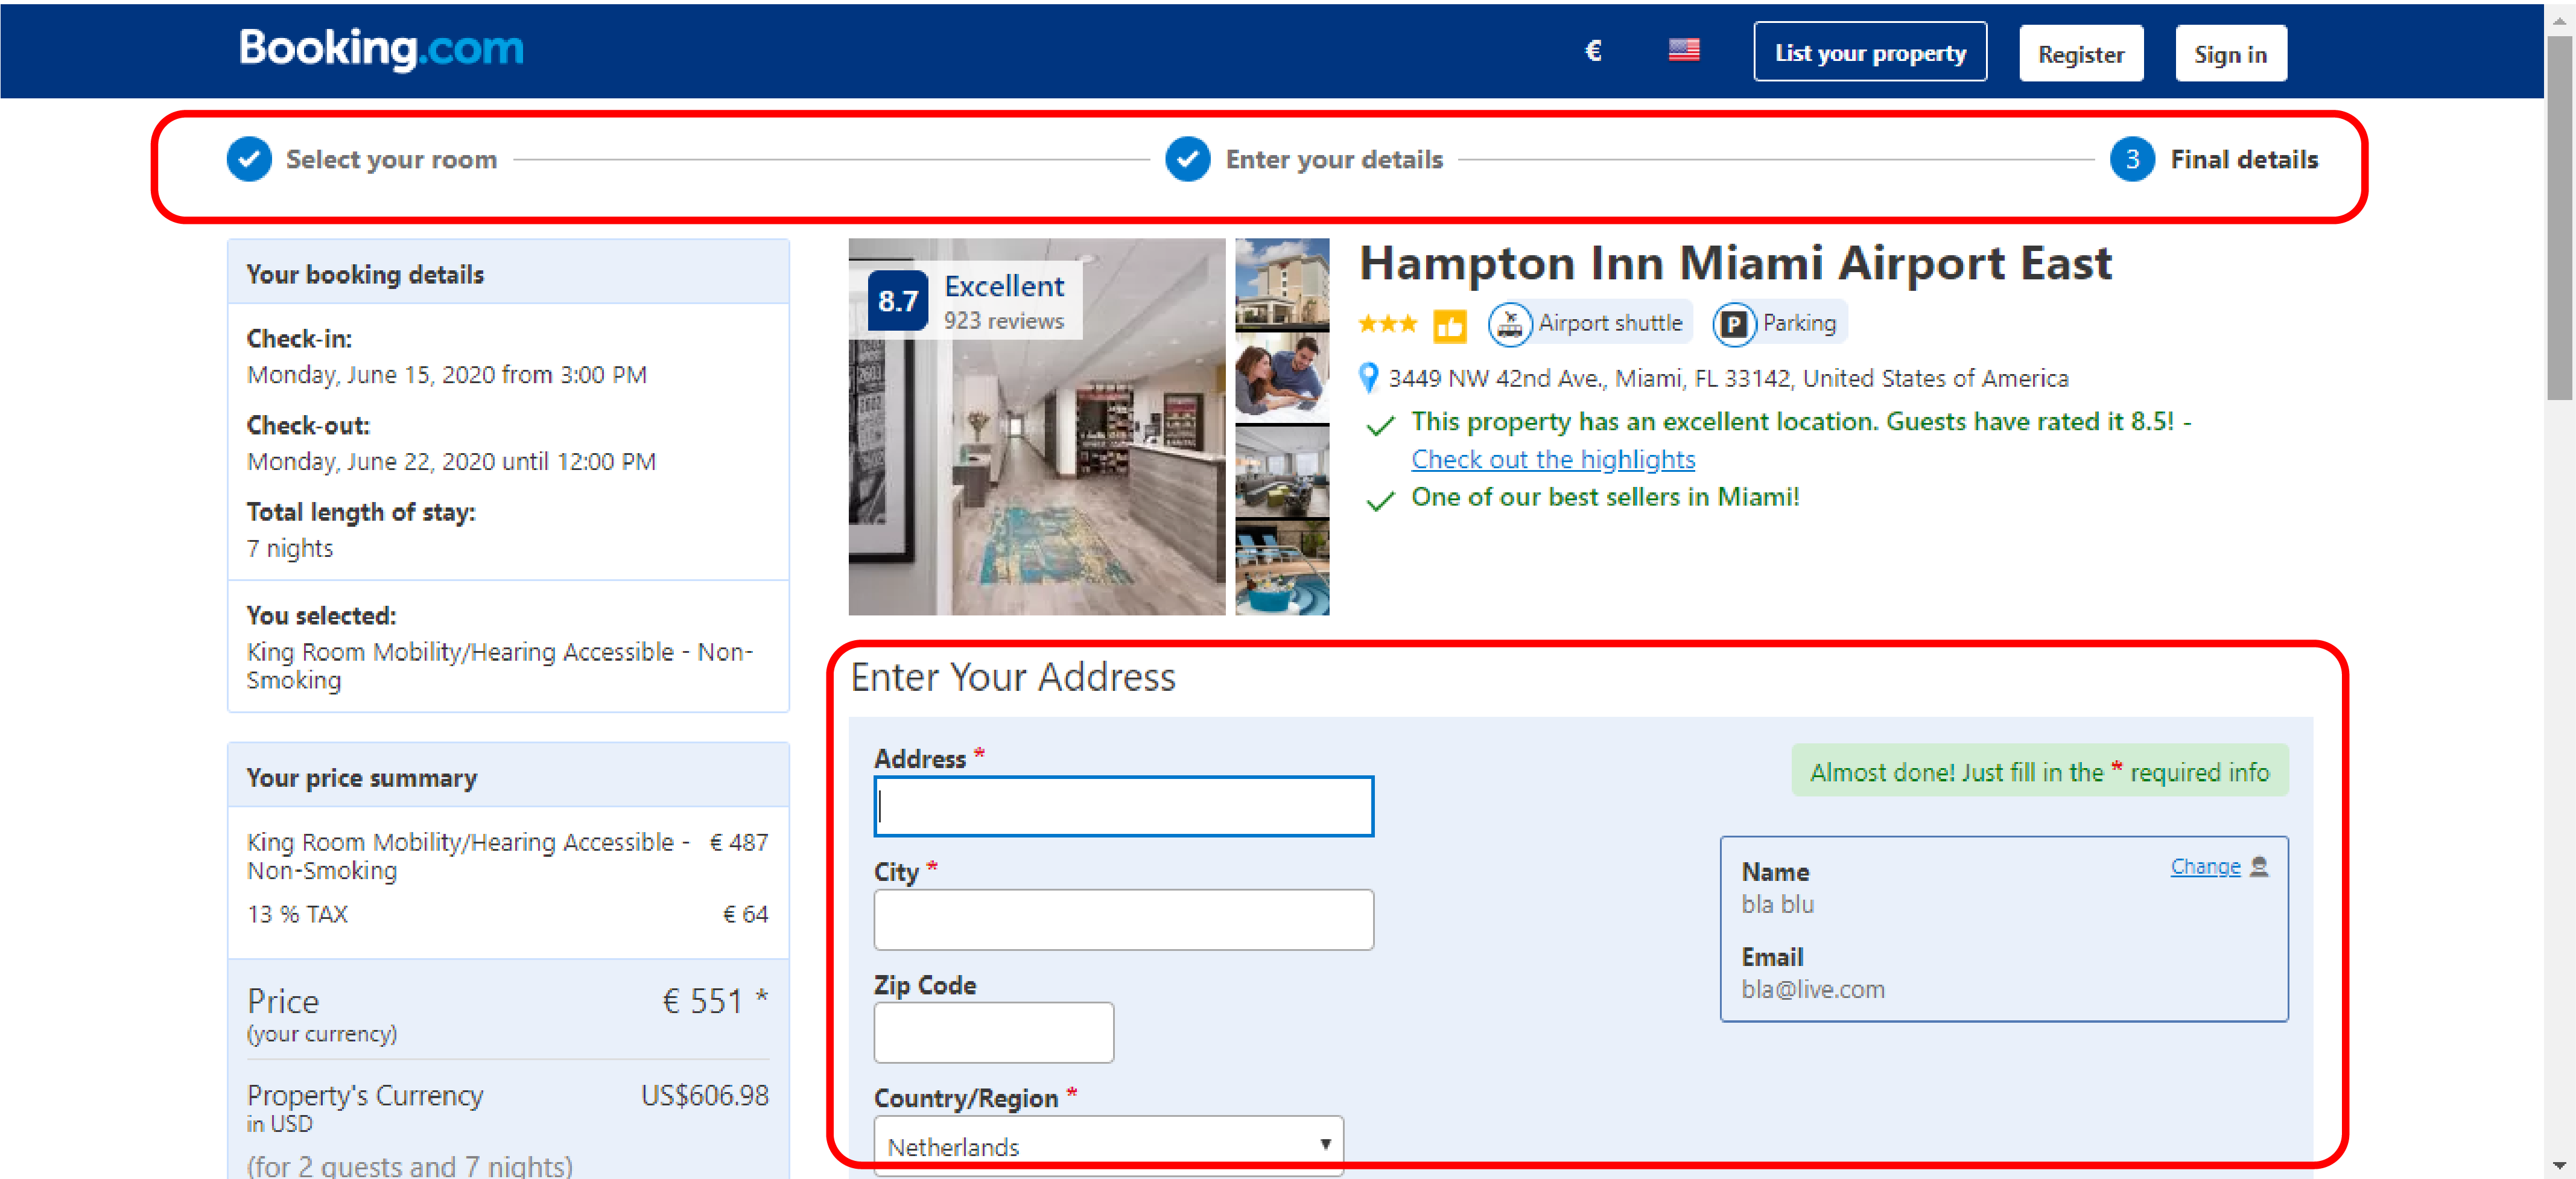 Booking.com
€
List your property
Register
Sign in
Select your room
Enter your details
3 Final details
Your booking details
Check-in:
Monday, June 15, 2020 from 3:00 PM
Check-out:
Monday, June 22, 2020 until 12:00 PM
Total length of stay:
7 nights
You selected:
King Room Mobility/Hearing Accessible - Non-
Smoking
Your price summary
King Room Mobility/Hearing Accessible - € 487
Non-Smoking
13 % TAX € 64
Price € 551 *
(your currency)
Property's Currency US$606.98
in USD
(for 2 guests and 7 nights)
8.7 Excellent
923 reviews
Hampton Inn Miami Airport East
Airport shuttle
P Parking
3449 NW 42nd Ave., Miami, FL 33142, United States of America
This property has an excellent location. Guests have rated it 8.5! -
Check out the highlights
One of our best sellers in Miami!
Enter Your Address
Address *
City *
Zip Code
Country/Region *
Netherlands
Almost done! Just fill in the * required info
Name Change
bla blu
Email
bla@live.com